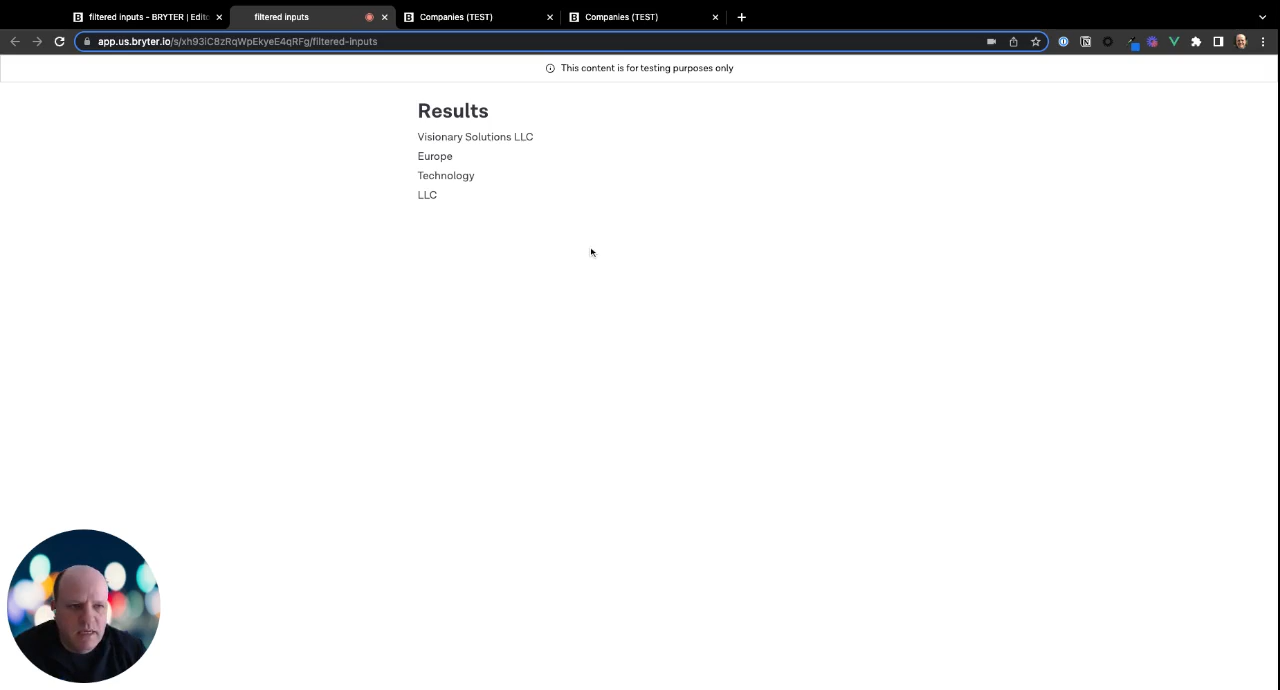 filtered inputs - BRYTER | Edit
filtered inputs
Companies (TEST)
Companies (TEST)
app.us.bryter.io/s/xh93iC8zRqWpEkyeE4qRFg/filtered-inputs
This content is for testing purposes only
Results
Visionary Solutions LLC
Europe
Technology
LLC